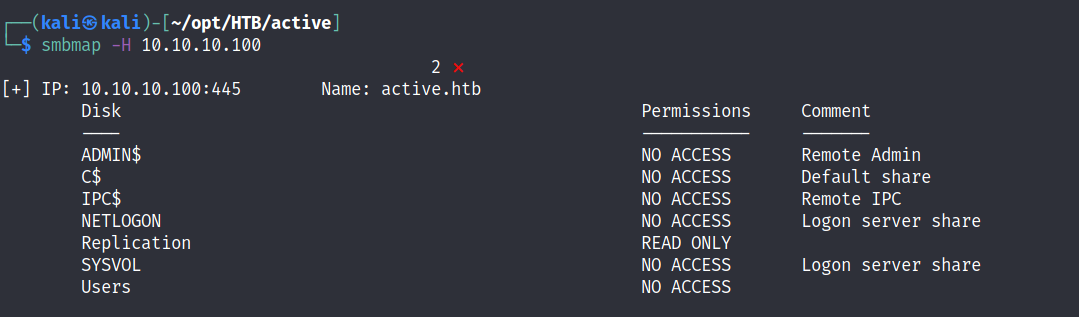 ┌──(kali㉿kali)-[~/opt/HTB/active]
└─$ smbmap -H 10.10.10.100
2 ⨯
[+] IP: 10.10.10.100:445 Name: active.htb
Disk Permissions Comment
---- ----------- -------
ADMIN$ NO ACCESS Remote Admin
C$ NO ACCESS Default share
IPC$ NO ACCESS Remote IPC
NETLOGON NO ACCESS Logon server share
Replication READ ONLY
SYSVOL NO ACCESS Logon server share
Users NO ACCESS